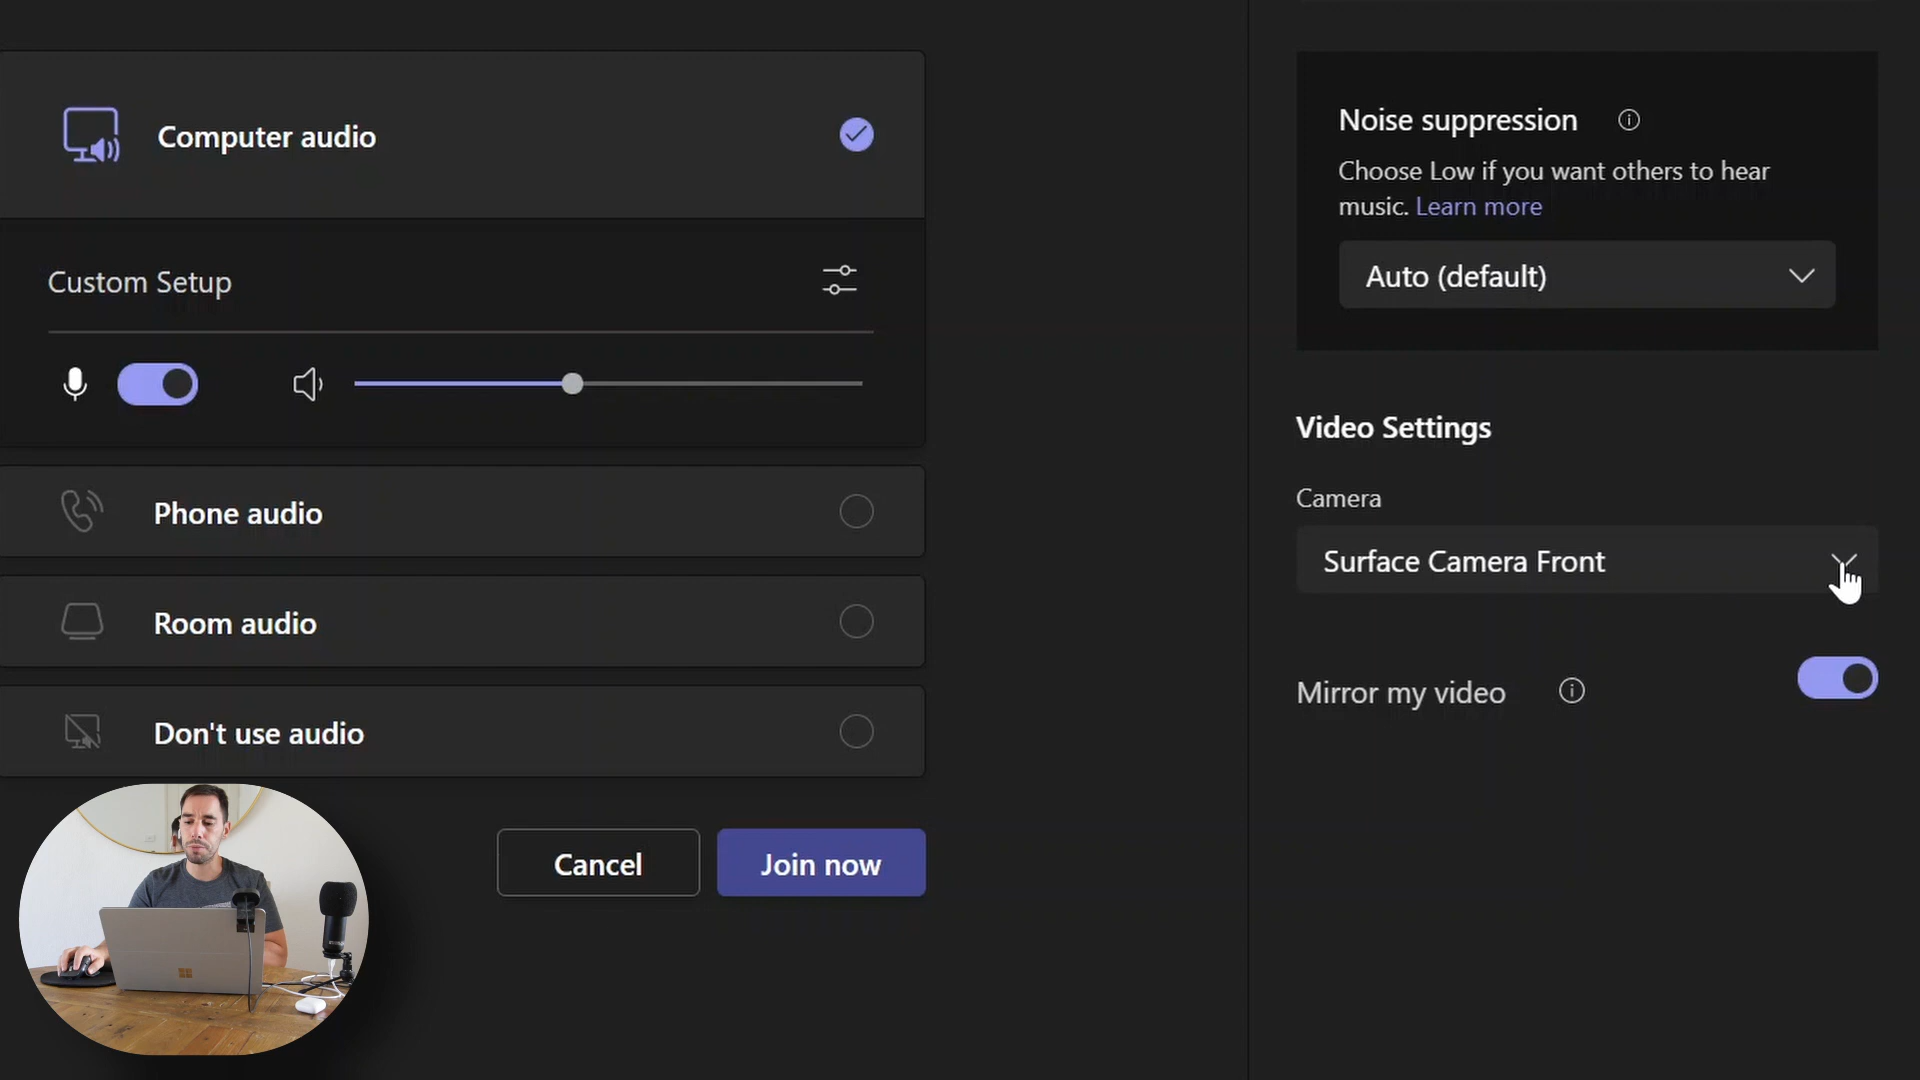 Computer audio
Custom Setup
Phone audio
Room audio
Don't use audio
Cancel
Join now
Noise suppression
Choose Low if you want others to hear
music. Learn more
Auto (default)
Video Settings
Camera
Surface Camera Front
Mirror my video